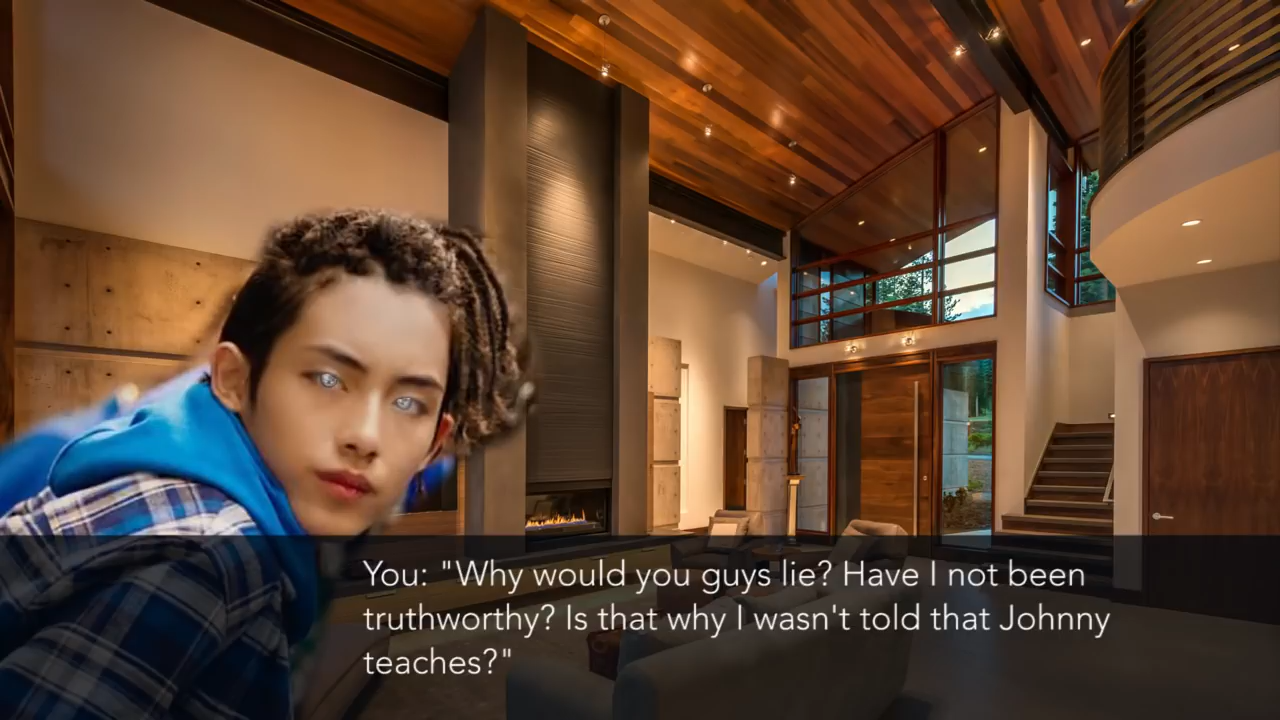 You: "Why would you guys lie? Have I not been
truthworthy? Is that why I wasn't told that Johnny
teaches?"